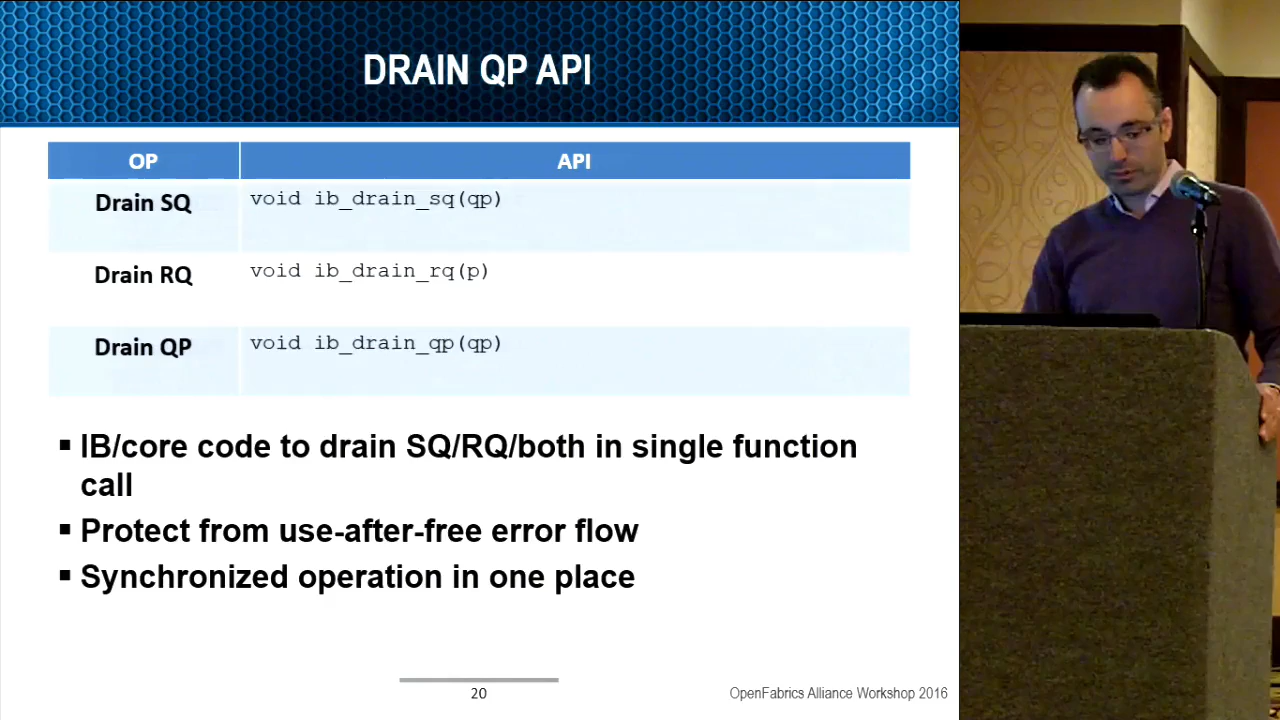 DRAIN QP API
OP API
Drain SQ void ib_drain_sq(qp)
Drain RQ void ib_drain_rq(p)
Drain QP void ib_drain_qp(qp)
▪ IB/core code to drain SQ/RQ/both in single function
call
▪ Protect from use-after-free error flow
▪ Synchronized operation in one place
20
OpenFabrics Alliance Workshop 2016